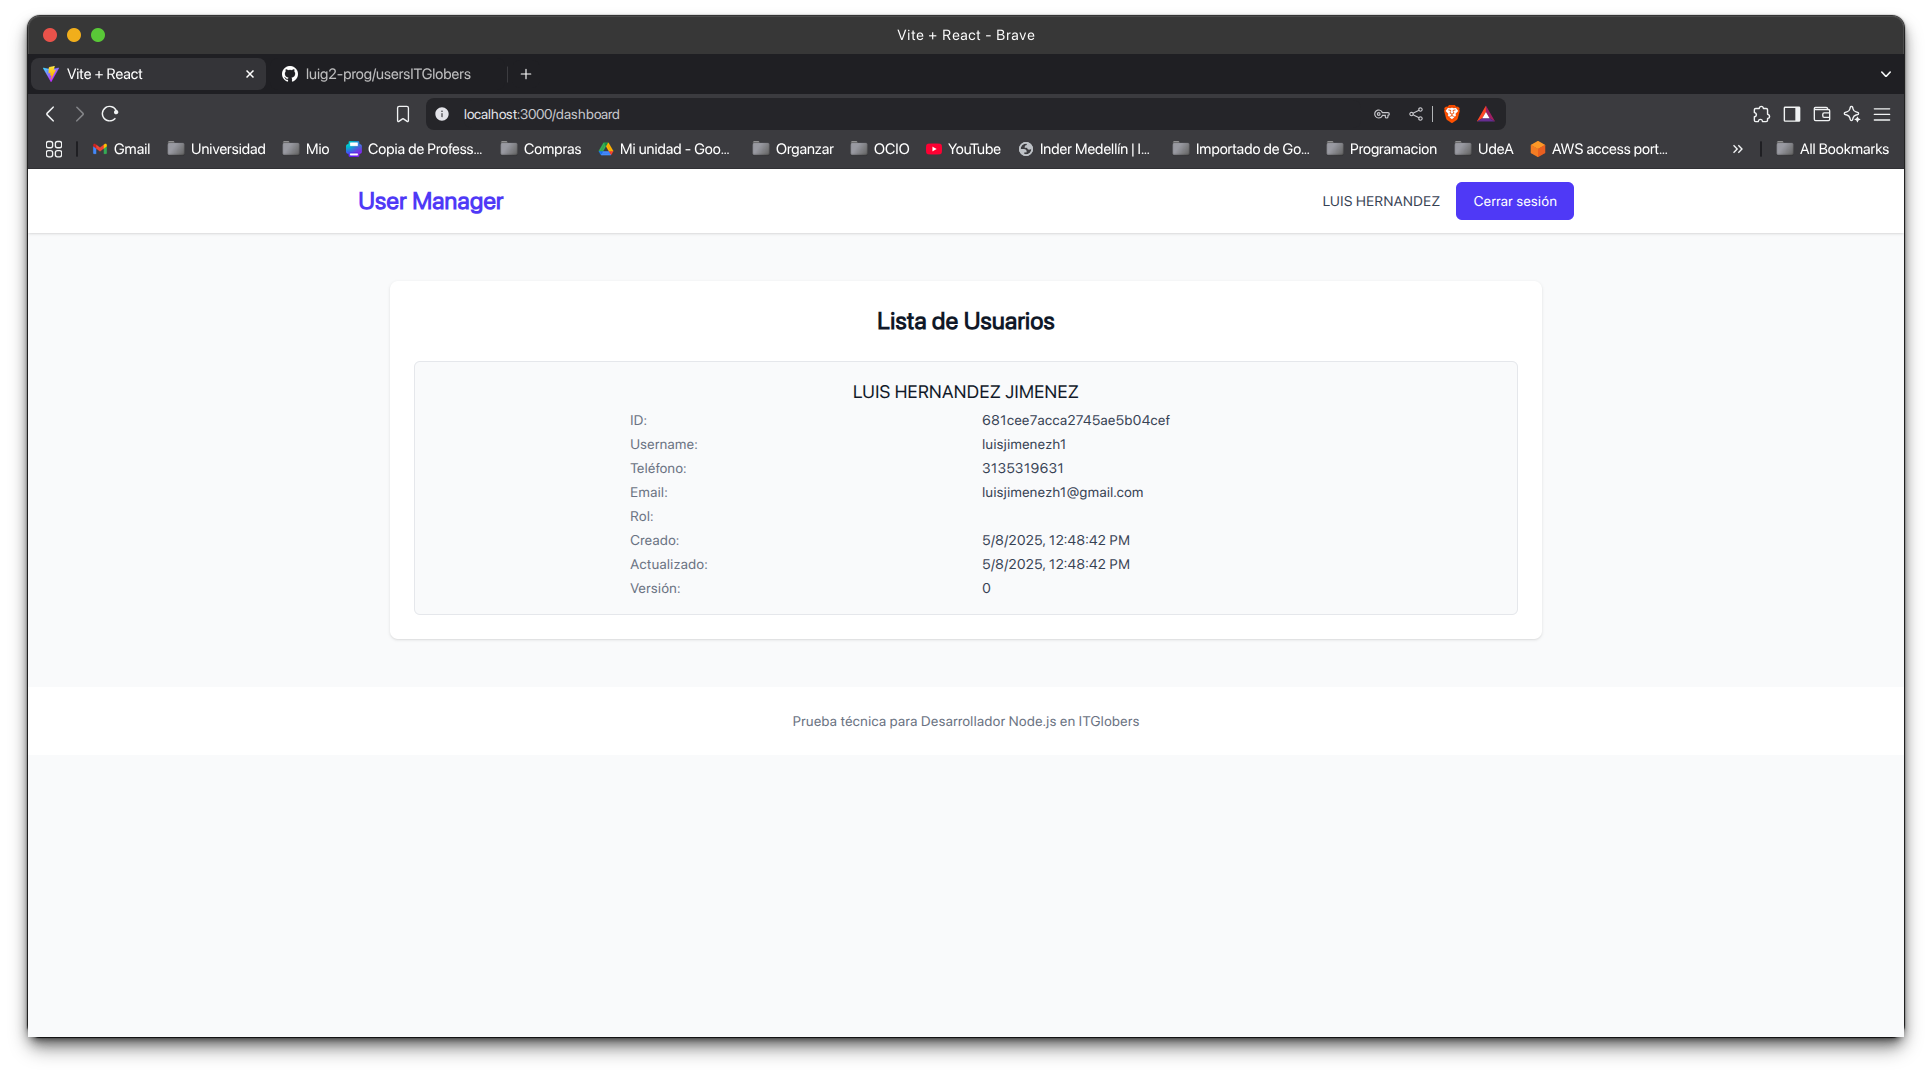 Vite + React - Brave
Vite + React
luig2-prog/usersITGlobers
localhost:3000/dashboard
Gmail Universidad Mio Copia de Profess... Compras Mi unidad - Goo... Organzar OCIO YouTube Inder Medellín | I... Importado de Go... Programacion UdeA AWS access port... » All Bookmarks
User Manager LUIS HERNANDEZ Cerrar sesión
Lista de Usuarios
LUIS HERNANDEZ JIMENEZ
ID: 681cee7acca2745ae5b04cef
Username: luisjimenezh1
Teléfono: 3135319631
Email: luisjimenezh1@gmail.com
Rol:
Creado: 5/8/2025, 12:48:42 PM
Actualizado: 5/8/2025, 12:48:42 PM
Versión: 0
Prueba técnica para Desarrollador Node.js en ITGlobers